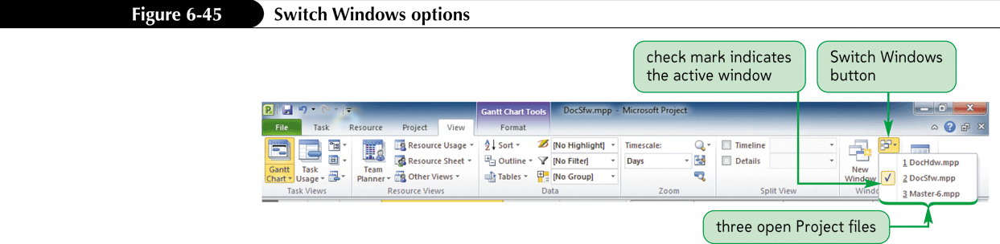 Figure 6-45 Switch Windows options
check mark indicates
the active window
Switch Windows
button
Gantt Chart Tools DocSfw.mpp - Microsoft Project
File Task Resource Project View Format
Resource Usage Sort [No Highlight] Timescale: Timeline
Resource Sheet Outline [No Filter] Days Details 1 DocHdw.mpp
Gantt Task Team Other Views Tables [No Group] New 2 DocSfw.mpp
Chart Usage Planner Window
3 Master-6.mpp
Task Views Resource Views Data Zoom Split View
three open Project files